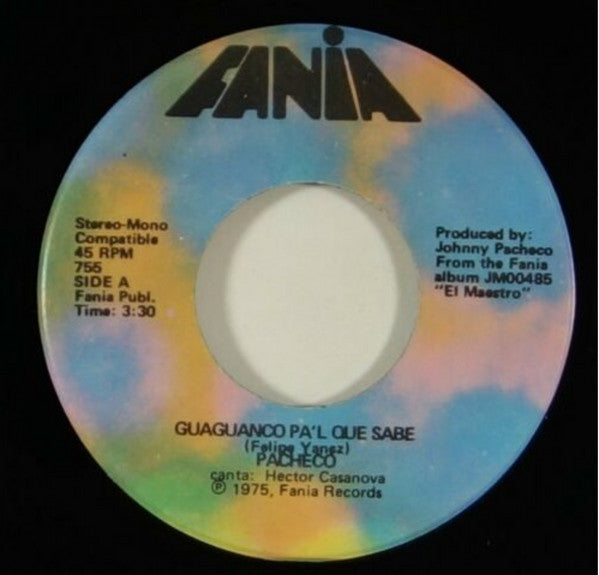 FANIA
Stereo-Mono
Compatible
45 RPM
755
SIDE A
Fania Publ.
Time: 3:30
Produced by:
Johnny Pacheco
From the Fania
album JM00485
"El Maestro"
GUAGUANCO PA'L QUE SABE
(Felipe Yanez)
PACHECO
canta: Hector Casanova
℗ 1975, Fania Records